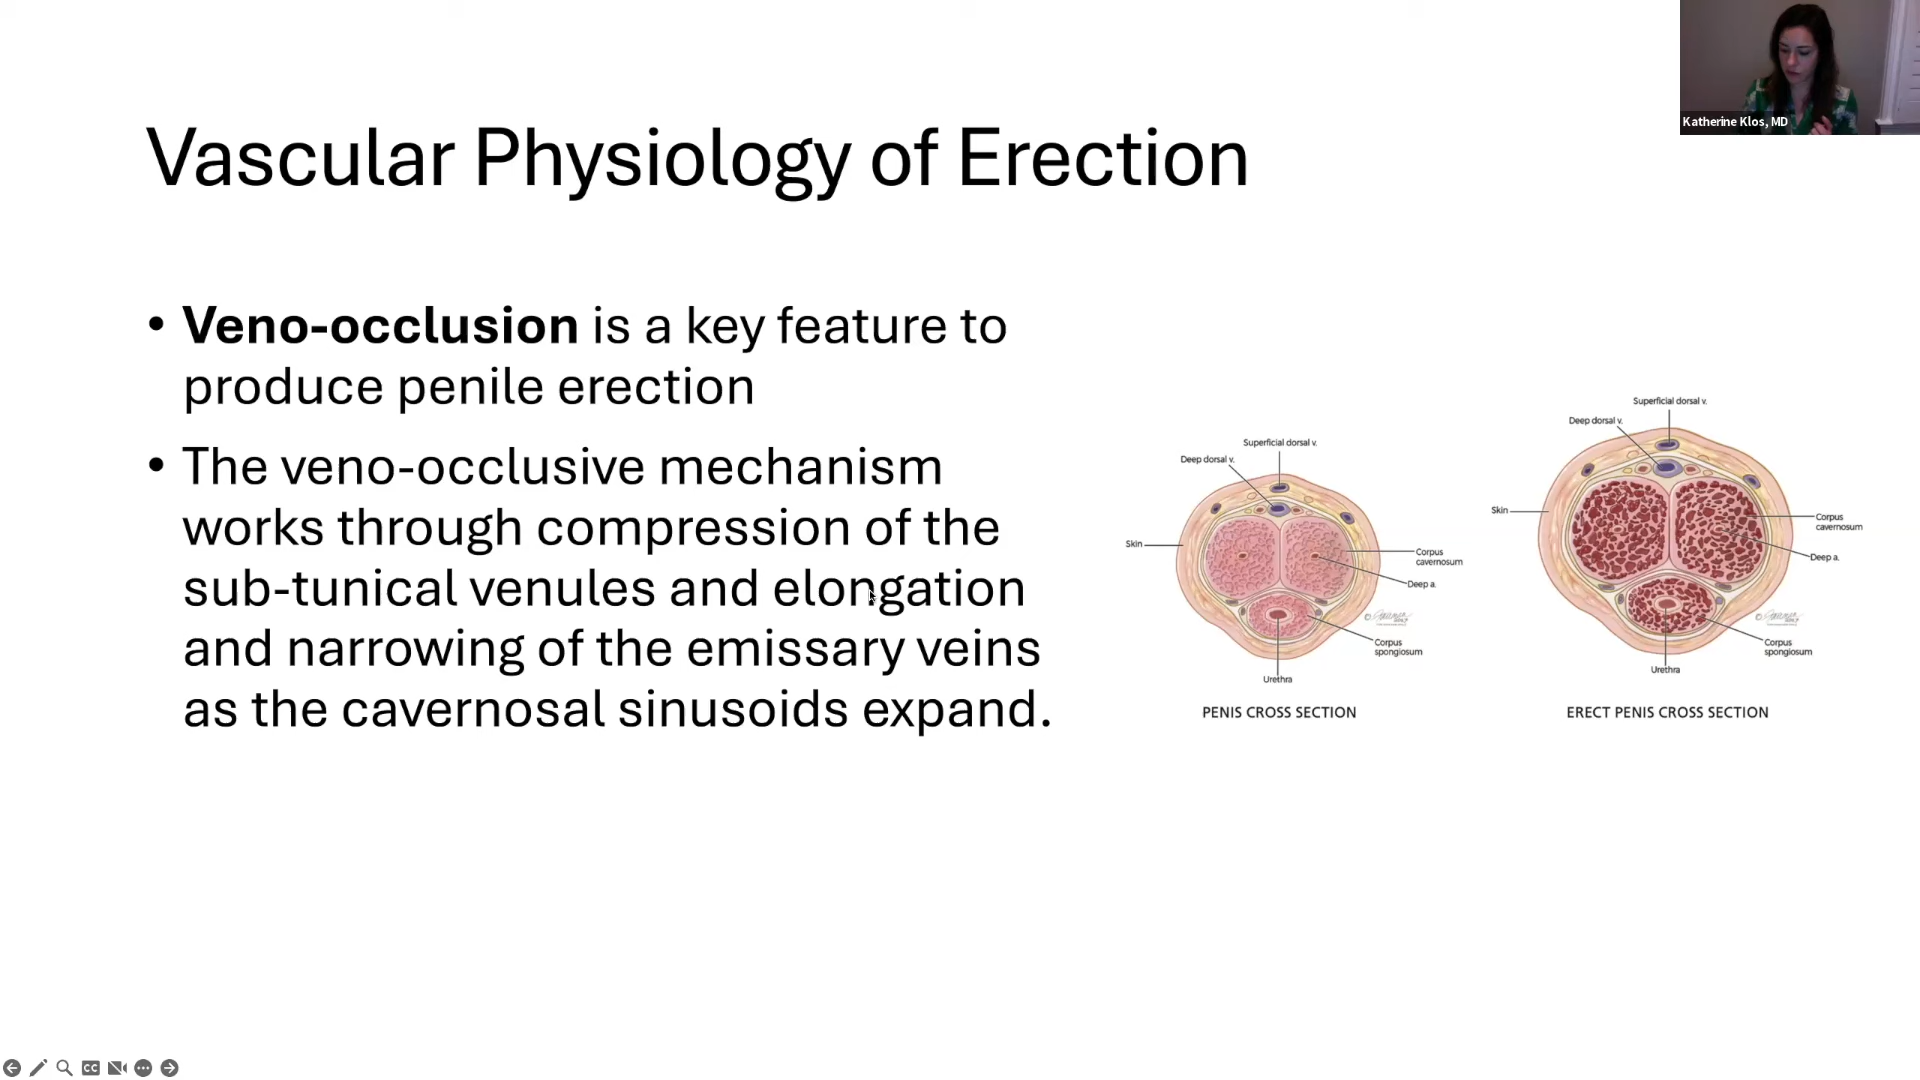 Katherine Klos, MD
Vascular Physiology of Erection
• Veno-occlusion is a key feature to
produce penile erection
• The veno-occlusive mechanism
works through compression of the
sub-tunical venules and elongation
and narrowing of the emissary veins
as the cavernosal sinusoids expand.
Superficial dorsal v.
Deep dorsal v.
Skin
Corpus
cavernosum
Deep a.
Corpus
spongiosum
Urethra
PENIS CROSS SECTION
Superficial dorsal v.
Deep dorsal v.
Skin
Corpus
cavernosum
Deep a.
Corpus
spongiosum
Urethra
ERECT PENIS CROSS SECTION
CC